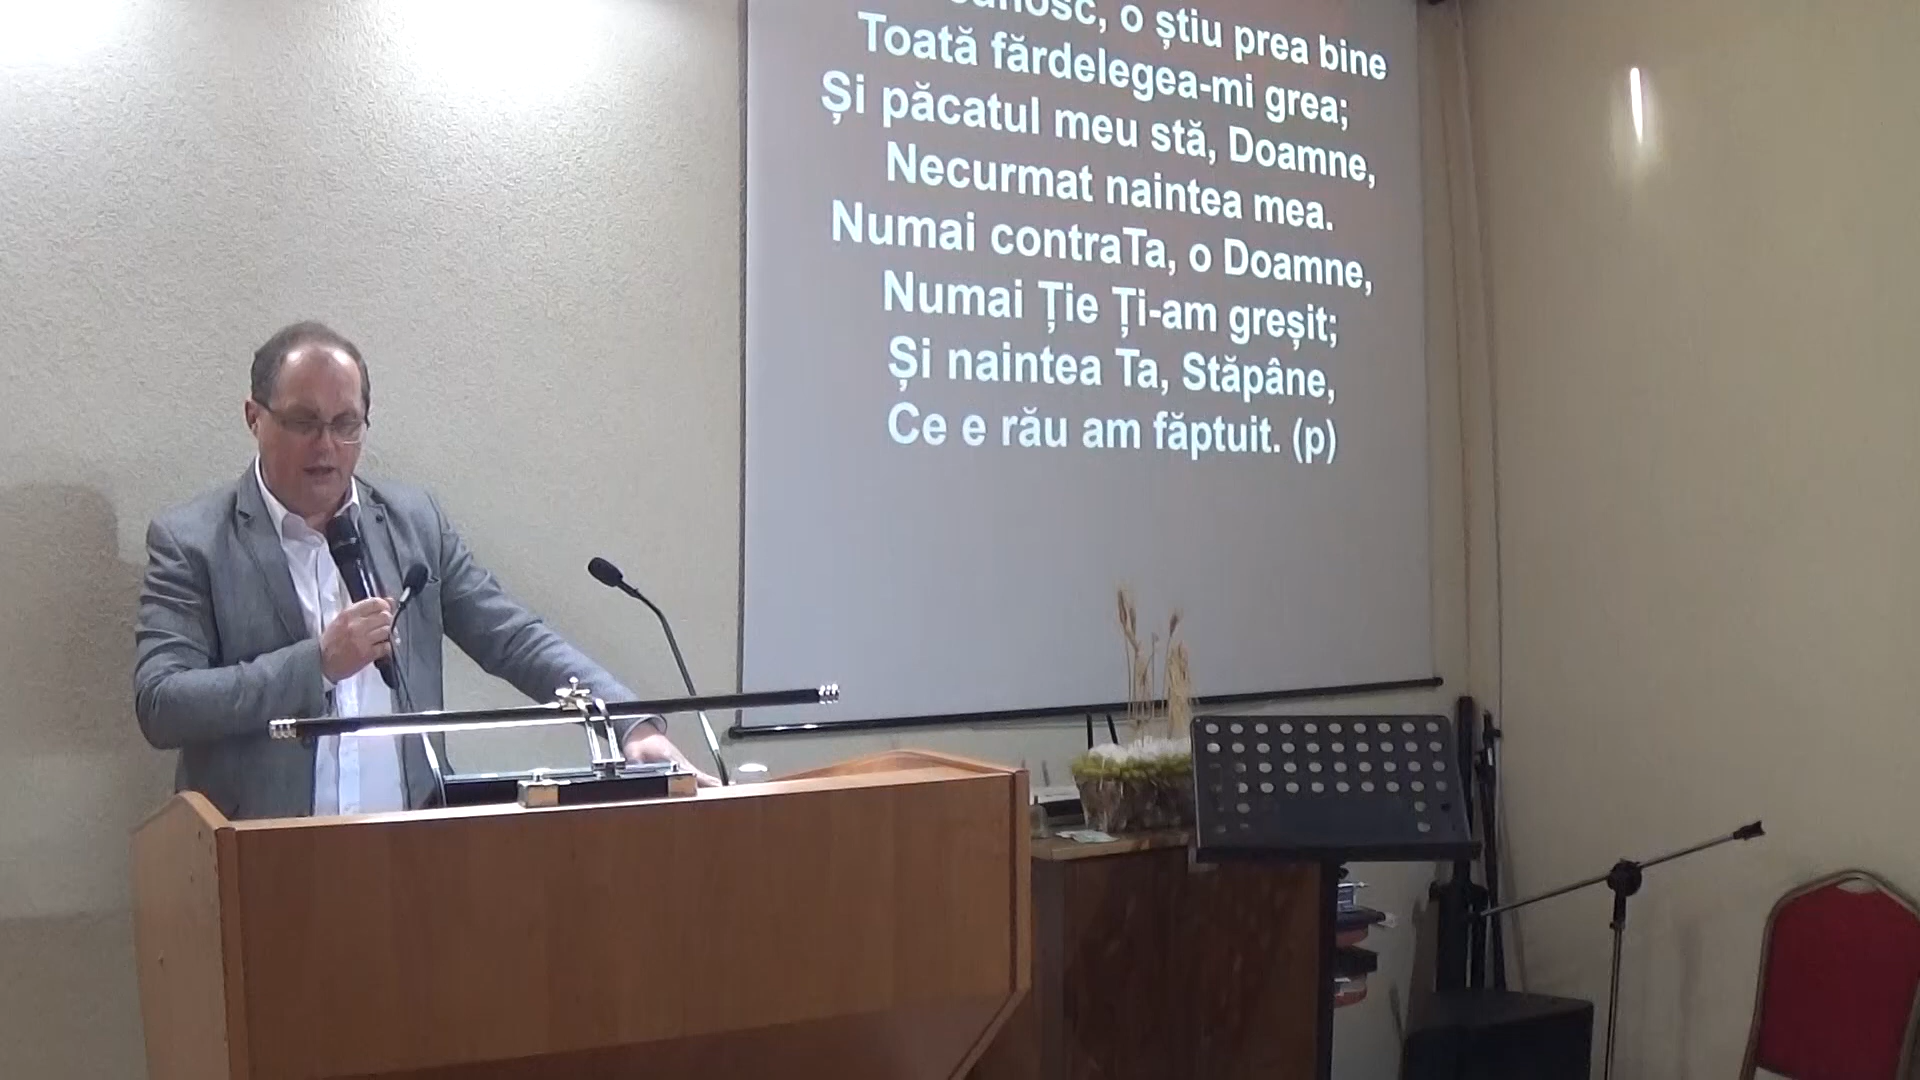 o știu prea bine
Toată fărdelegea-mi grea;
Și păcatul meu stă, Doamne,
Necurmat naintea mea.
Numai contraTa, o Doamne,
Numai Ție Ți-am greșit;
Și naintea Ta, Stăpâne,
Ce e rău am făptuit. (p)